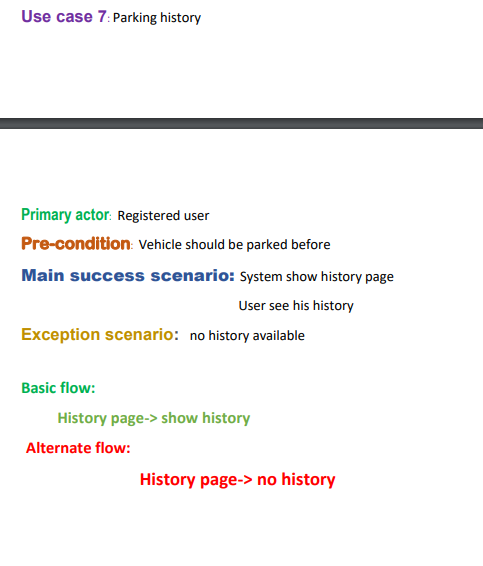 Use case 7: Parking history
Primary actor: Registered user
Pre-condition: Vehicle should be parked before
Main success scenario: System show history page
User see his history
Exception scenario: no history available
Basic flow:
History page-> show history
Alternate flow:
History page-> no history